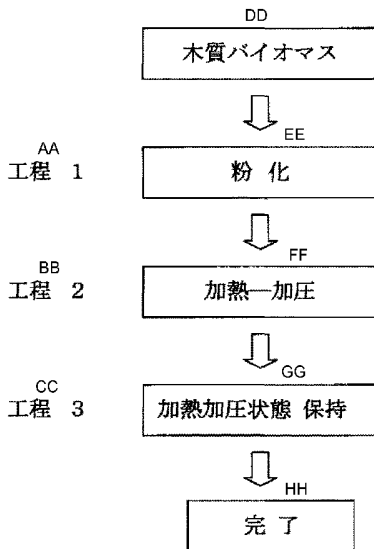 DD
木質バイオマス
EE
AA
工程 1
粉 化
FF
BB
工程 2
加熱―加圧
GG
CC
工程 3
加熱加圧状態 保持
HH
完 了